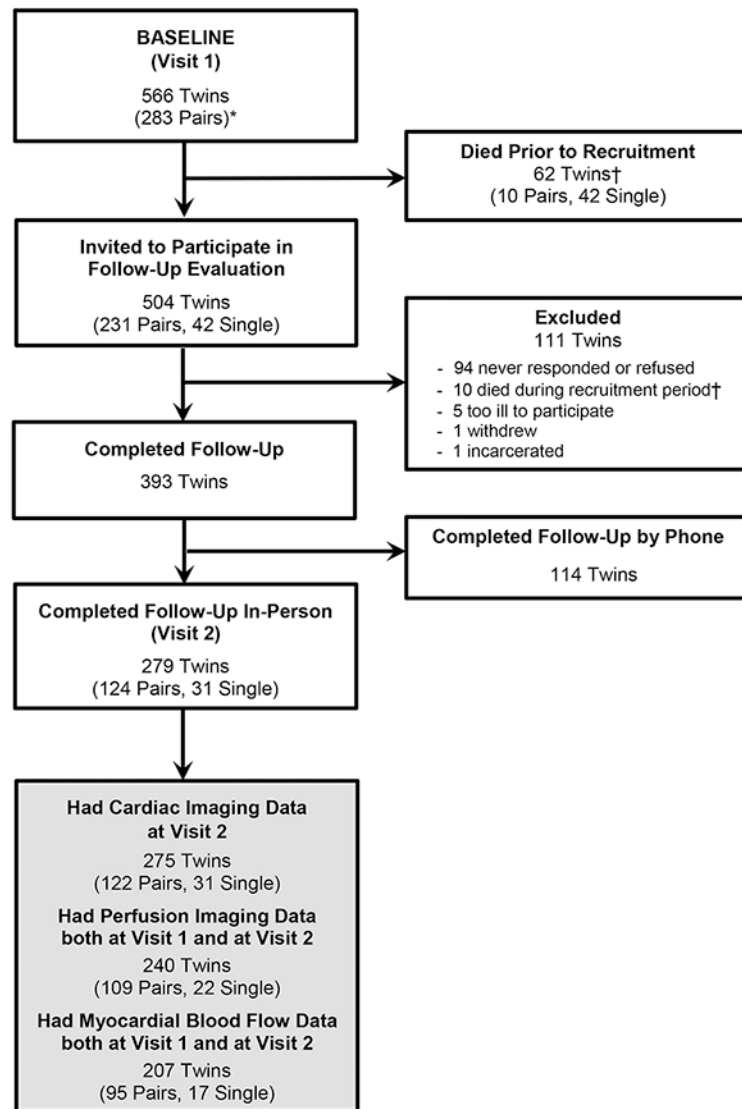 BASELINE
(Visit 1)
566 Twins
(283 Pairs)*
Died Prior to Recruitment
62 Twins†
(10 Pairs, 42 Single)
Invited to Participate in
Follow-Up Evaluation
504 Twins
(231 Pairs, 42 Single)
Excluded
111 Twins
- 94 never responded or refused
- 10 died during recruitment period†
- 5 too ill to participate
- 1 withdrew
- 1 incarcerated
Completed Follow-Up
393 Twins
Completed Follow-Up by Phone
114 Twins
Completed Follow-Up In-Person
(Visit 2)
279 Twins
(124 Pairs, 31 Single)
Had Cardiac Imaging Data
at Visit 2
275 Twins
(122 Pairs, 31 Single)
Had Perfusion Imaging Data
both at Visit 1 and at Visit 2
240 Twins
(109 Pairs, 22 Single)
Had Myocardial Blood Flow Data
both at Visit 1 and at Visit 2
207 Twins
(95 Pairs, 17 Single)